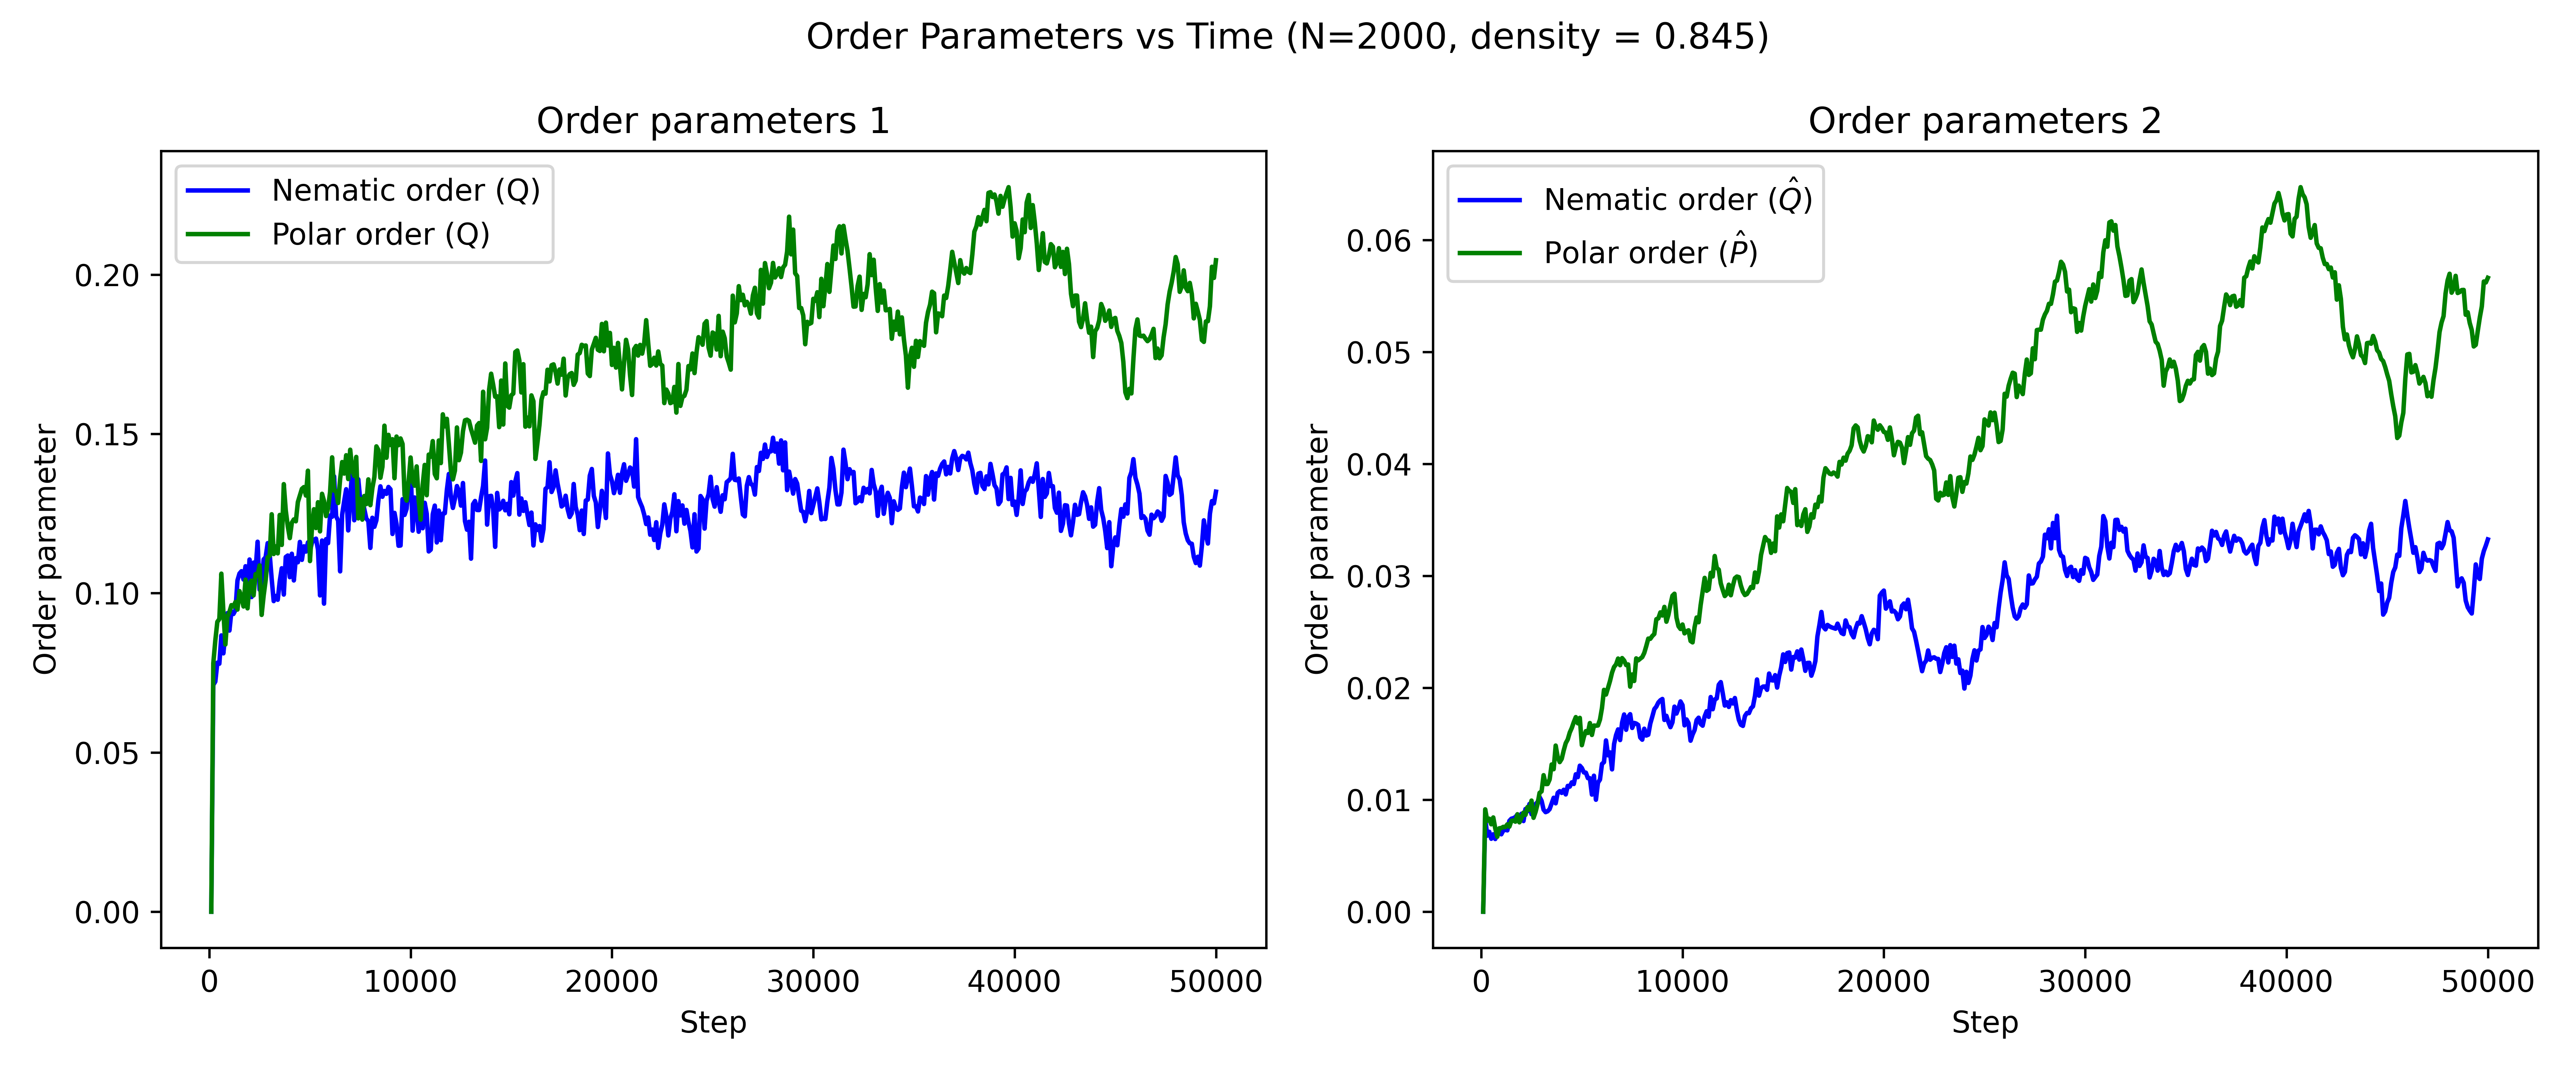 Order Parameters vs Time (N=2000, density = 0.845)
Order parameters 1
Nematic order (Q)
Polar order (Q)
Order parameter
0.20
0.15
0.10
0.05
0.00
0 10000 20000 30000 40000 50000
Step
Order parameters 2
Nematic order (Q̂)
Polar order (P̂)
Order parameter
0.06
0.05
0.04
0.03
0.02
0.01
0.00
0 10000 20000 30000 40000 50000
Step